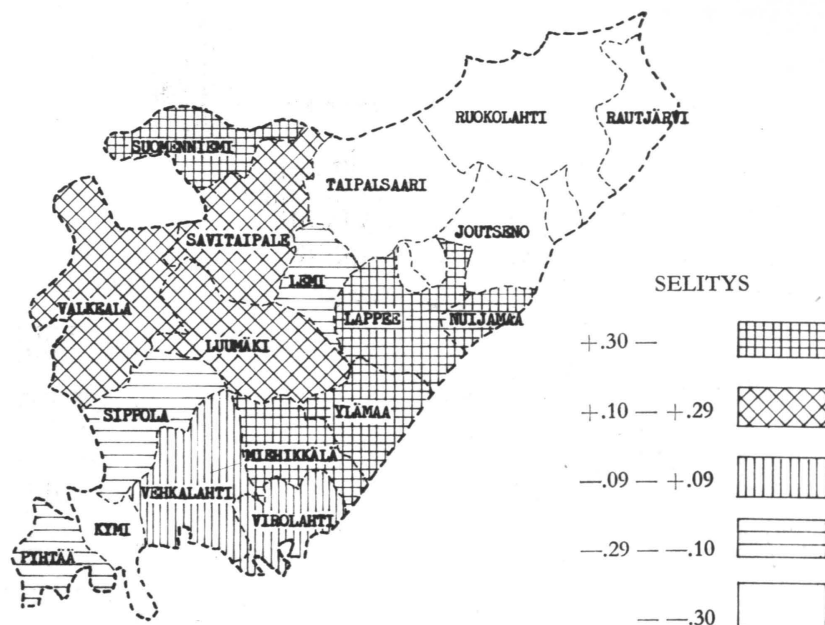 RUOKOLAHTI
RAUTJÄRVI
SUOMENNIEMI
TAIPALSAARI
SAVITAIPALE
JOUTSENO
LEMI
VALKEALA
LAPPEE
NUIJAMAA
LUUMÄKI
SIPPOLA
YLÄMAA
MIEHIKKÄLÄ
VEHKALAHTI
VIROLAHTI
KYMI
PYHTÄÄ
SELITYS
+.30 —
+.10 — +.29
—.09 — +.09
—.29 — —.10
— —.30